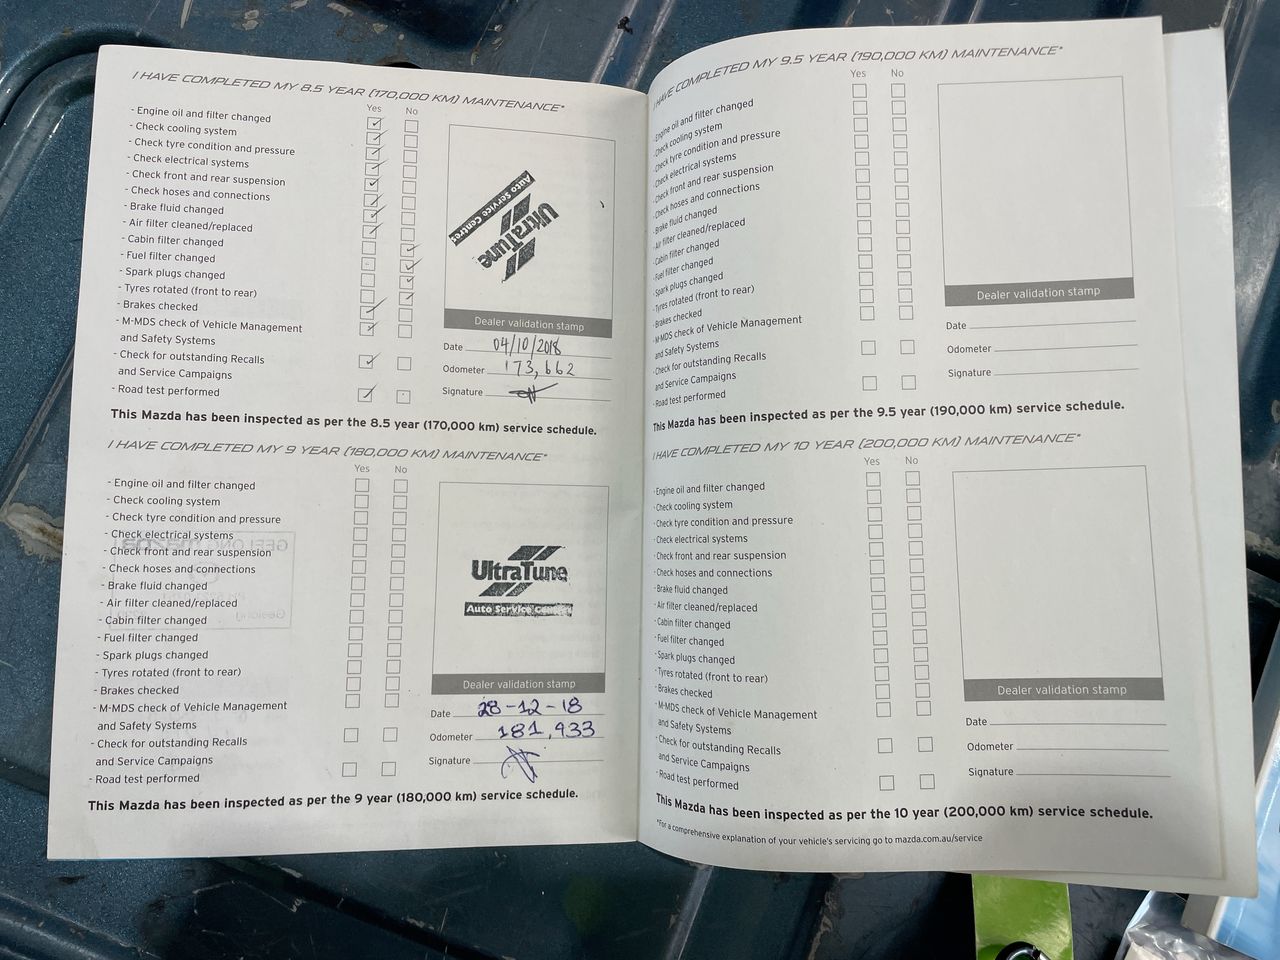 I HAVE COMPLETED MY 8.5 YEAR (170,000 KM) MAINTENANCE*
Yes No
- Engine oil and filter changed
- Check cooling system
- Check tyre condition and pressure
- Check electrical systems
- Check front and rear suspension
- Check hoses and connections
- Brake fluid changed
- Air filter cleaned/replaced
- Cabin filter changed
- Fuel filter changed
- Spark plugs changed
- Tyres rotated (front to rear)
- Brakes checked
- M-MDS check of Vehicle Management
and Safety Systems
- Check for outstanding Recalls
and Service Campaigns
- Road test performed
UltraTune
Auto Service Centres
Dealer validation stamp
Date 04/10/2018
Odometer 173,662
Signature
This Mazda has been inspected as per the 8.5 year (170,000 km) service schedule.
I HAVE COMPLETED MY 9 YEAR (180,000 KM) MAINTENANCE*
Yes No
- Engine oil and filter changed
- Check cooling system
- Check tyre condition and pressure
- Check electrical systems
- Check front and rear suspension
- Check hoses and connections
- Brake fluid changed
- Air filter cleaned/replaced
- Cabin filter changed
- Fuel filter changed
- Spark plugs changed
- Tyres rotated (front to rear)
- Brakes checked
- M-MDS check of Vehicle Management
and Safety Systems
- Check for outstanding Recalls
and Service Campaigns
- Road test performed
UltraTune
Auto Service Centres
Dealer validation stamp
Date 28-12-18
Odometer 181,933
Signature
This Mazda has been inspected as per the 9 year (180,000 km) service schedule.
I HAVE COMPLETED MY 9.5 YEAR (190,000 KM) MAINTENANCE*
Yes No
- Engine oil and filter changed
- Check cooling system
- Check tyre condition and pressure
- Check electrical systems
- Check front and rear suspension
- Check hoses and connections
- Brake fluid changed
- Air filter cleaned/replaced
- Cabin filter changed
- Fuel filter changed
- Spark plugs changed
- Tyres rotated (front to rear)
- Brakes checked
- M-MDS check of Vehicle Management
and Safety Systems
- Check for outstanding Recalls
and Service Campaigns
- Road test performed
Dealer validation stamp
Date
Odometer
Signature
This Mazda has been inspected as per the 9.5 year (190,000 km) service schedule.
I HAVE COMPLETED MY 10 YEAR (200,000 KM) MAINTENANCE*
Yes No
- Engine oil and filter changed
- Check cooling system
- Check tyre condition and pressure
- Check electrical systems
- Check front and rear suspension
- Check hoses and connections
- Brake fluid changed
- Air filter cleaned/replaced
- Cabin filter changed
- Fuel filter changed
- Spark plugs changed
- Tyres rotated (front to rear)
- Brakes checked
- M-MDS check of Vehicle Management
and Safety Systems
- Check for outstanding Recalls
and Service Campaigns
- Road test performed
Dealer validation stamp
Date
Odometer
Signature
This Mazda has been inspected as per the 10 year (200,000 km) service schedule.
*For a comprehensive explanation of your vehicle's servicing go to mazda.com.au/service